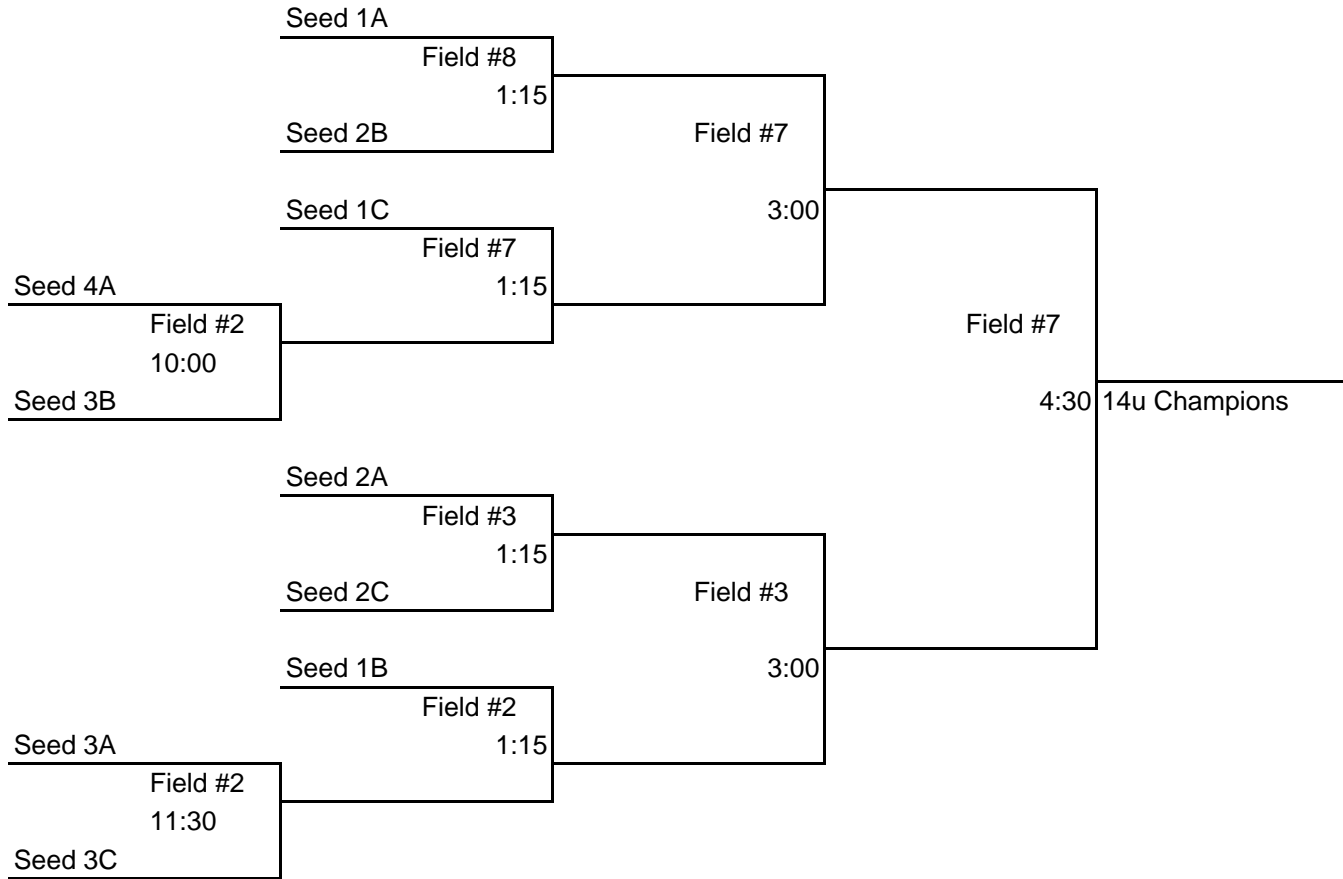 Seed 1A
Field #8
1:15
Seed 2B
Field #7
Seed 1C
3:00
Field #7
Seed 4A
1:15
Field #2
Field #7
10:00
Seed 3B
4:30
14u Champions
Seed 2A
Field #3
1:15
Seed 2C
Field #3
Seed 1B
3:00
Field #2
Seed 3A
1:15
Field #2
11:30
Seed 3C